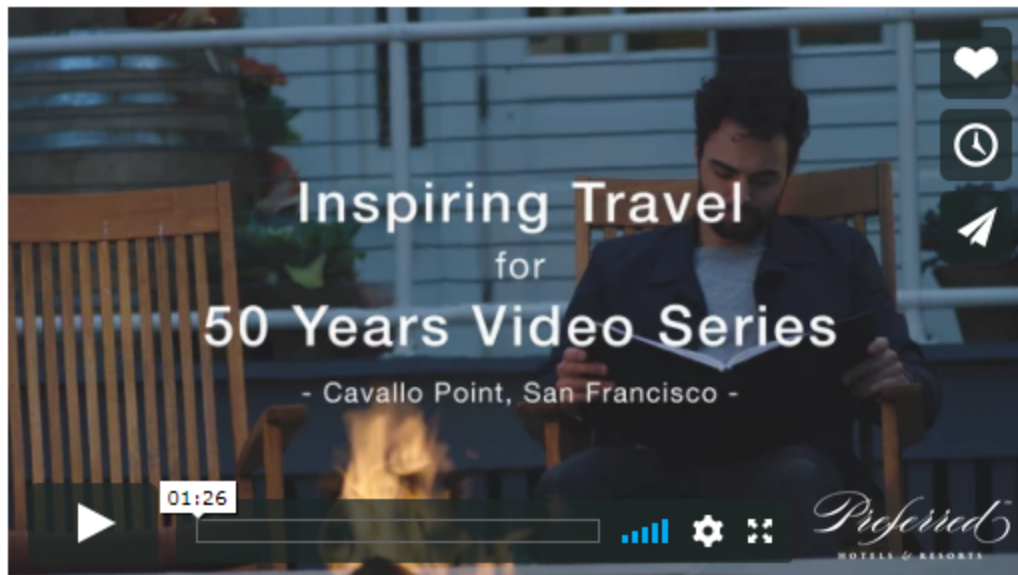 Inspiring Travel
for
50 Years Video Series
- Cavallo Point, San Francisco -
01:26
Preferred
HOTELS & RESORTS